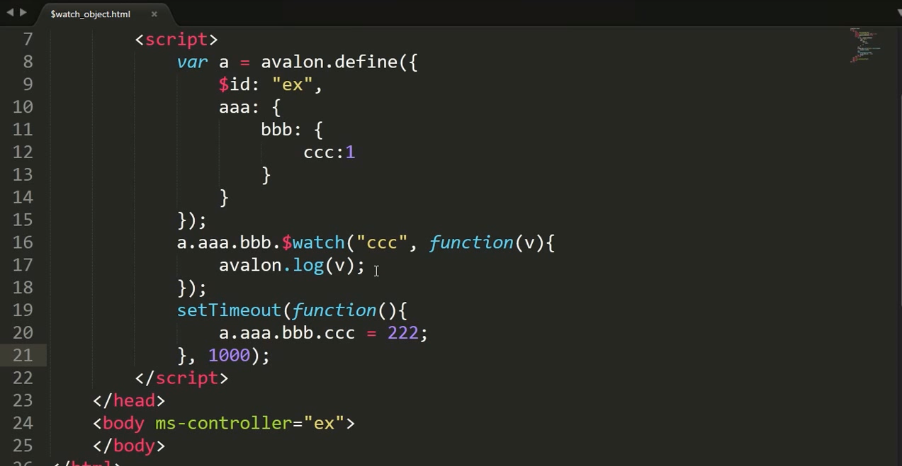 $watch_object.html ×
7 <script>
8 var a = avalon.define({
9 $id: "ex",
10 aaa: {
11 bbb: {
12 ccc:1
13 }
14 }
15 });
16 a.aaa.bbb.$watch("ccc", function(v){
17 avalon.log(v);
18 });
19 setTimeout(function(){
20 a.aaa.bbb.ccc = 222;
21 }, 1000);
22 </script>
23 </head>
24 <body ms-controller="ex">
25 </body>
26 </html>